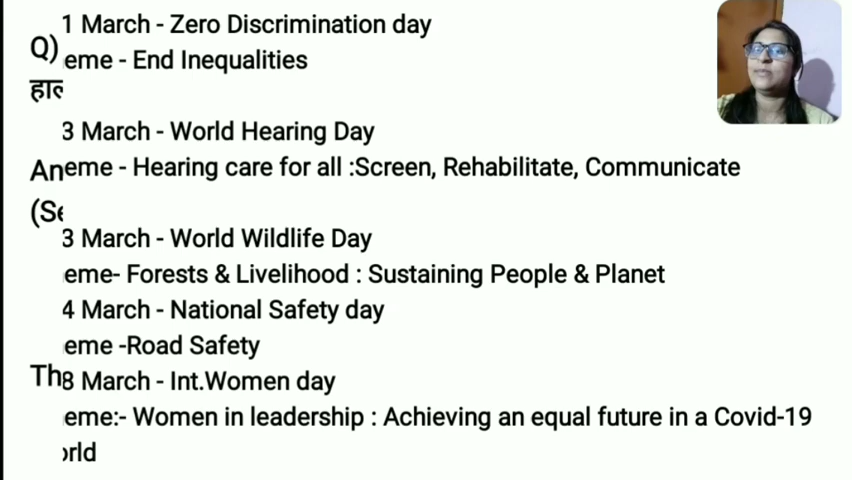 1 March - Zero Discrimination day
Q)
eme - End Inequalities
3 March - World Hearing Day
An
eme - Hearing care for all :Screen, Rehabilitate, Communicate
3 March - World Wildlife Day
eme- Forests & Livelihood : Sustaining People & Planet
4 March - National Safety day
eme -Road Safety
Th
8 March - Int.Women day
eme:- Women in leadership : Achieving an equal future in a Covid-19
orld